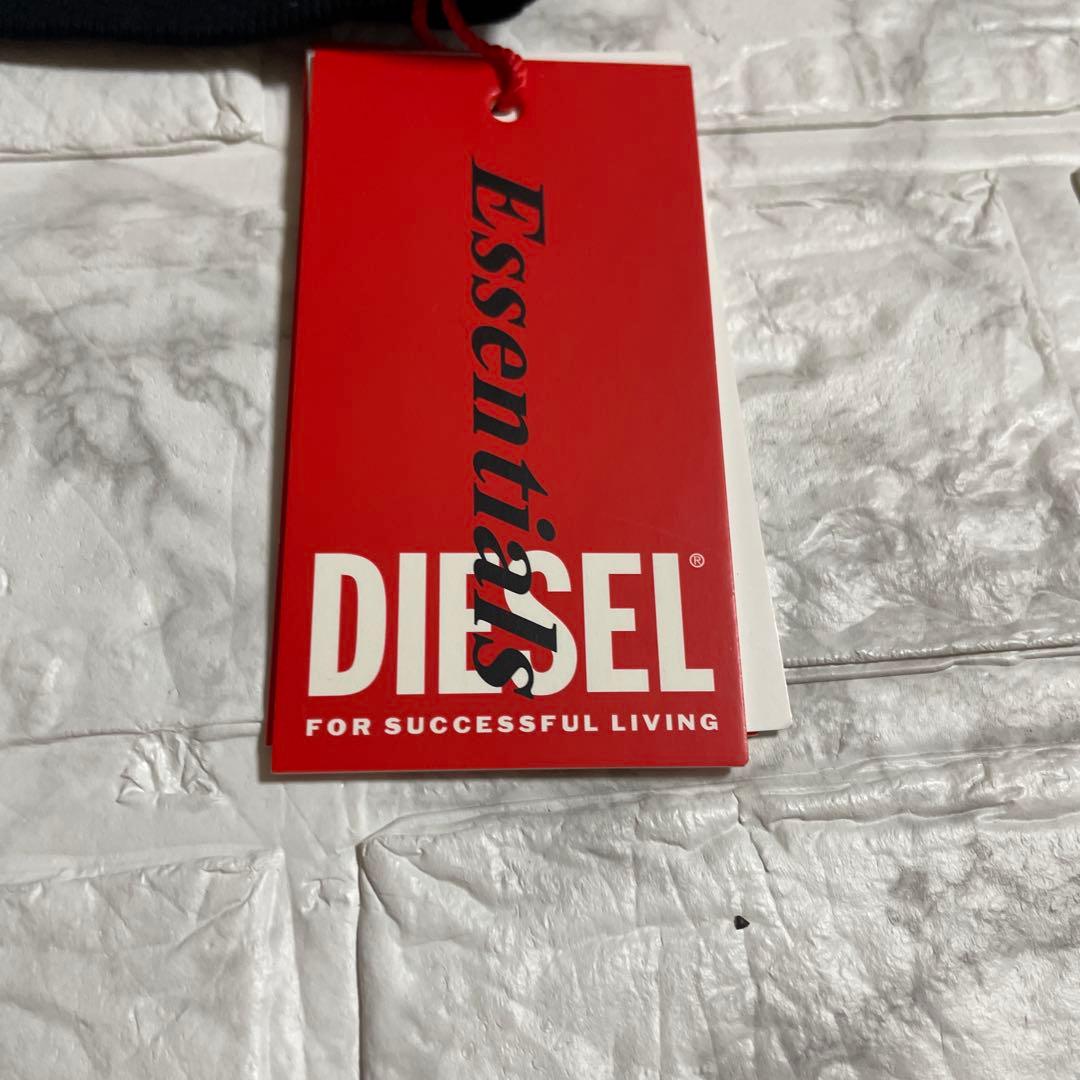 Essentials
DIESEL®
FOR SUCCESSFUL LIVING